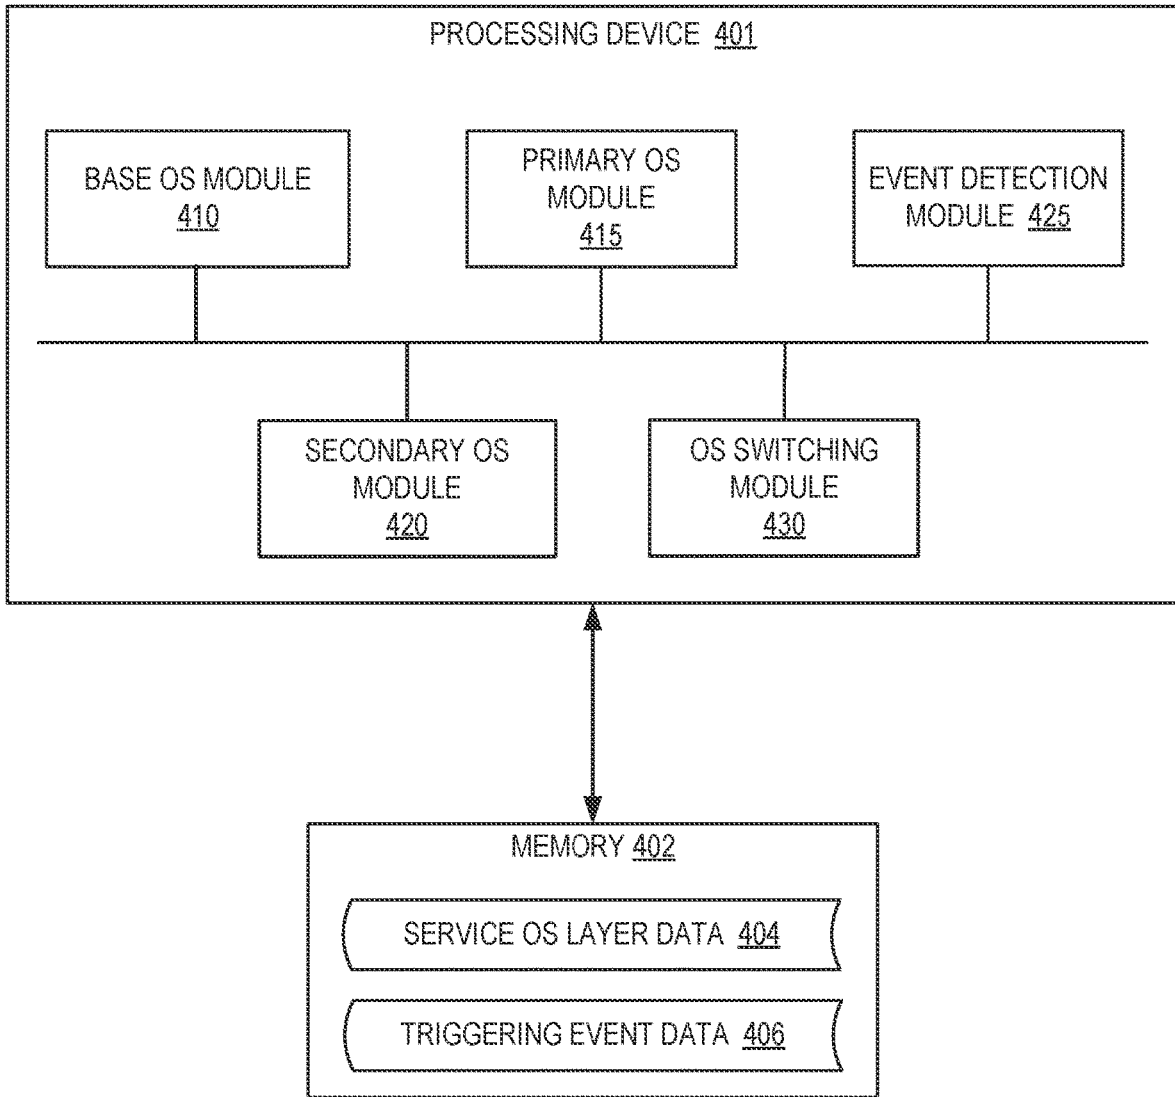 PROCESSING DEVICE 401
BASE OS MODULE
410
PRIMARY OS
MODULE
415
EVENT DETECTION
MODULE 425
SECONDARY OS
MODULE
420
OS SWITCHING
MODULE
430
MEMORY 402
SERVICE OS LAYER DATA 404
TRIGGERING EVENT DATA 406